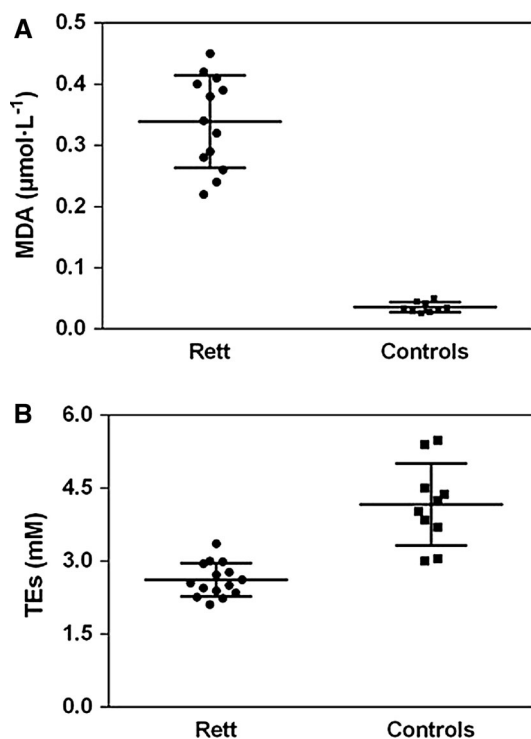 A
0.5
0.4
0.3
0.2
0.1
0.0
MDA (µmol·L⁻¹)
Rett Controls
B
6.0
4.5
3.0
1.5
0.0
TEs (mM)
Rett Controls